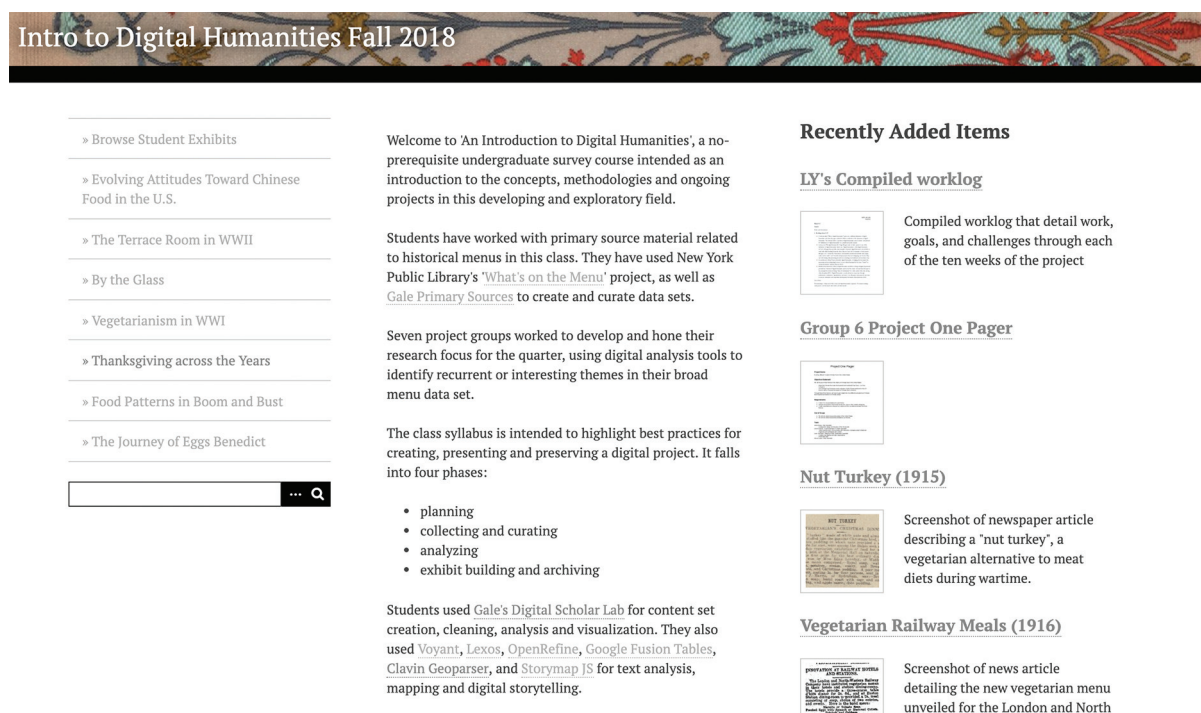 Intro to Digital Humanities Fall 2018
» Browse Student Exhibits
» Evolving Attitudes Toward Chinese
Food in the U.S.
» The Terrace Room in WWII
» By the Glass
» Vegetarianism in WWI
» Thanksgiving across the Years
» Food Patterns in Boom and Bust
» The Journey of Eggs Benedict
Welcome to 'An Introduction to Digital Humanities', a no-
prerequisite undergraduate survey course intended as an
introduction to the concepts, methodologies and ongoing
projects in this developing and exploratory field.
Students have worked with primary source material related
to historical menus in this class. They have used New York
Public Library's 'What's on the Menu' project, as well as
Gale Primary Sources to create and curate data sets.
Seven project groups worked to develop and hone their
research focus for the quarter, using digital analysis tools to
identify recurrent or interesting themes in their broad
menu data set.
The class syllabus is intended to highlight best practices for
creating, presenting and preserving a digital project. It falls
into four phases:
• planning
• collecting and curating
• analyzing
• exhibit building and archiving
Students used Gale's Digital Scholar Lab for content set
creation, cleaning, analysis and visualization. They also
used Voyant, Lexos, OpenRefine, Google Fusion Tables,
Clavin Geoparser, and Storymap JS for text analysis,
mapping and digital storytelling.
Recently Added Items
LY's Compiled worklog
Compiled worklog that detail work,
goals, and challenges through each
of the ten weeks of the project
Group 6 Project One Pager
Project One Pager
Nut Turkey (1915)
NUT TURKEY
Screenshot of newspaper article
describing a "nut turkey", a
vegetarian alternative to meat
diets during wartime.
Vegetarian Railway Meals (1916)
INNOVATION AT RAILWAY HOTELS
AND STATIONS.
Screenshot of news article
detailing the new vegetarian menu
unveiled for the London and North